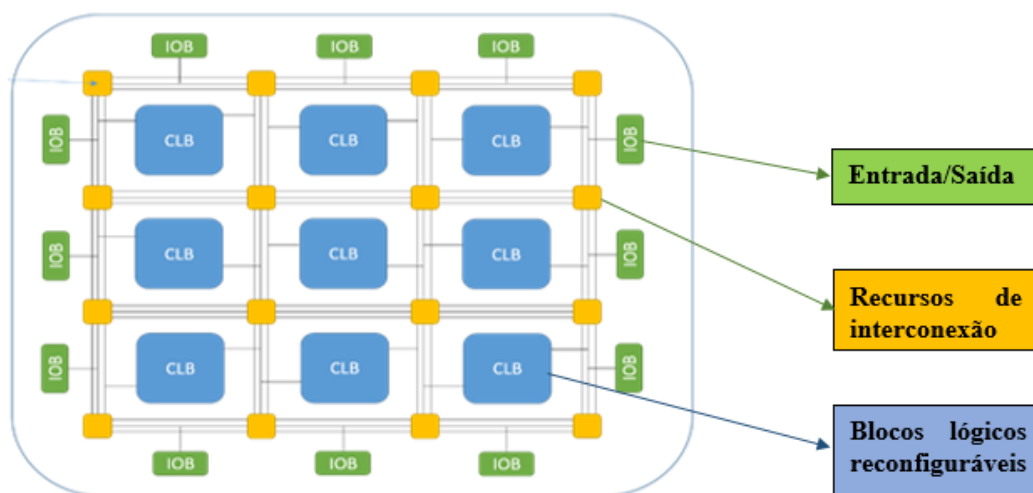 IOB IOB IOB
IOB CLB CLB CLB IOB
Entrada/Saída
IOB CLB CLB CLB IOB
Recursos de
interconexão
IOB CLB CLB CLB IOB
Blocos lógicos
reconfiguráveis
IOB IOB IOB